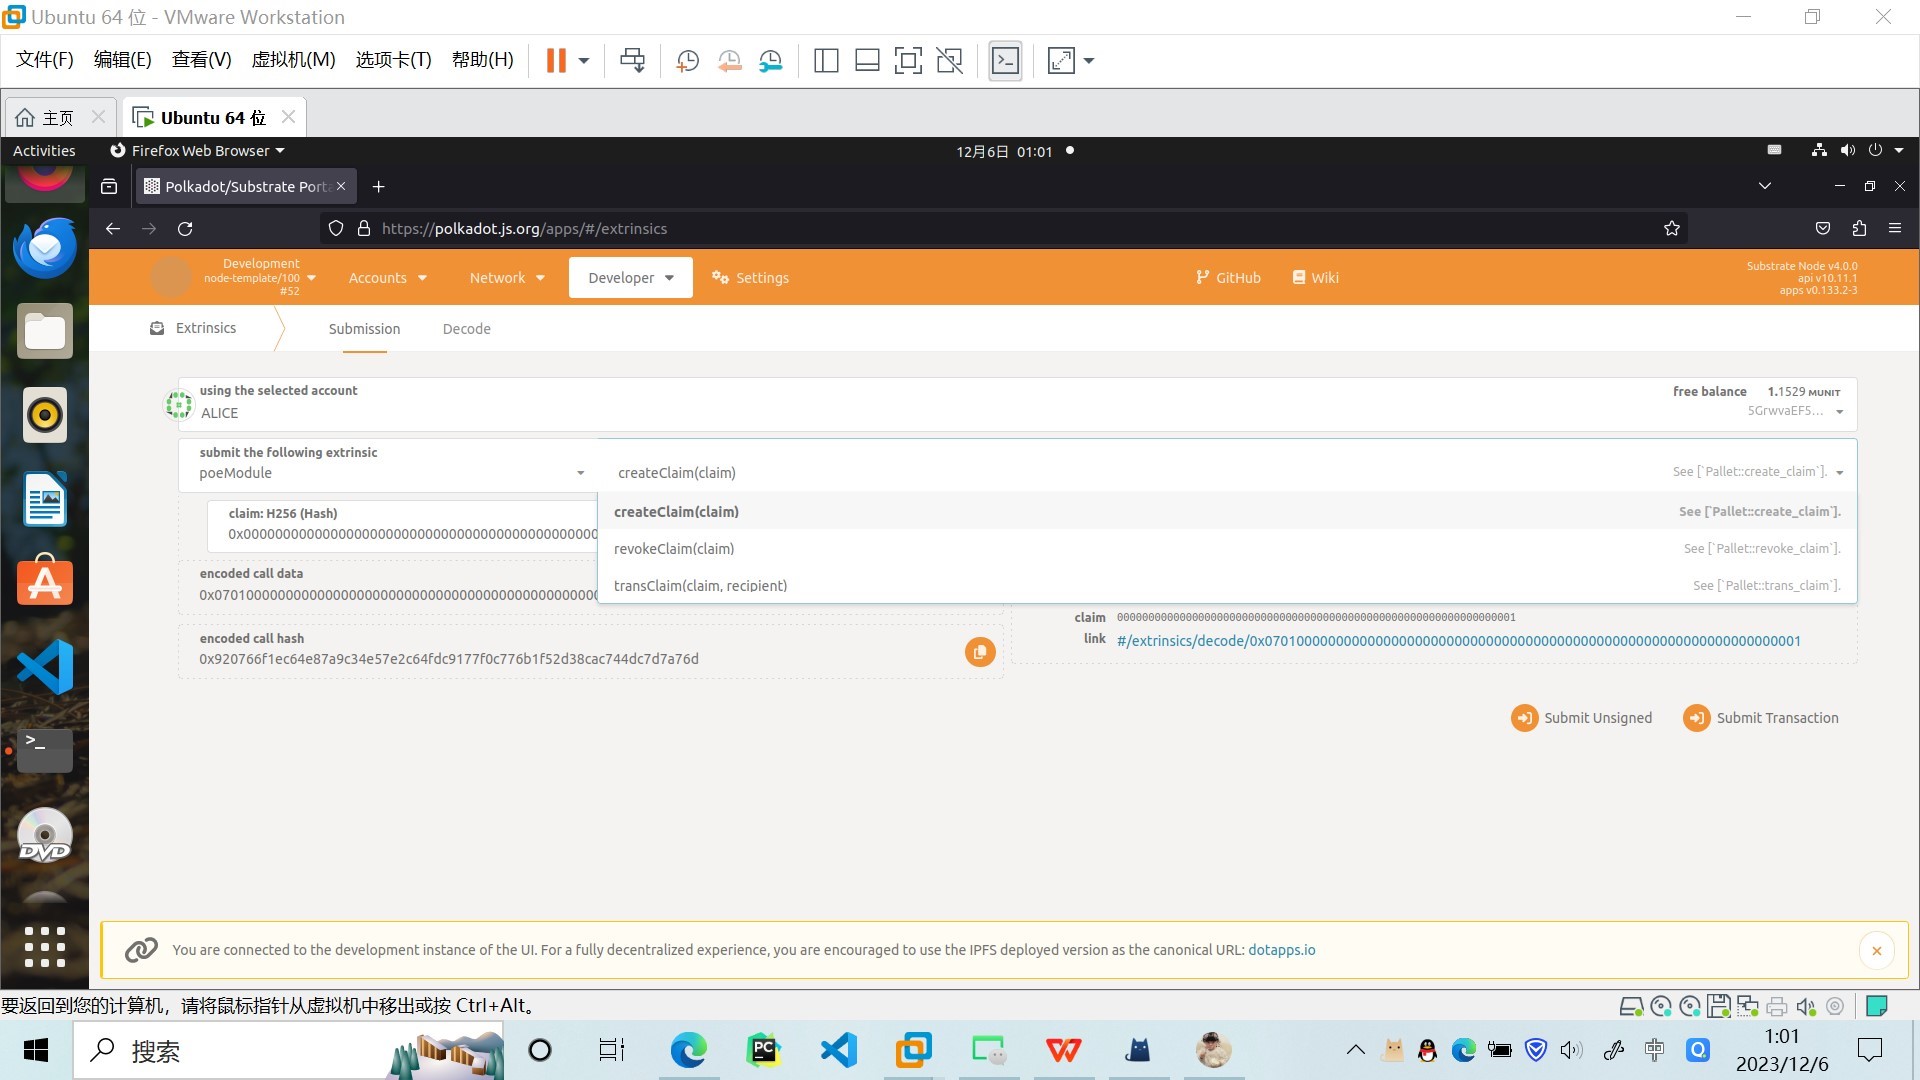 Ubuntu 64 位 - VMware Workstation
文件(F) 编辑(E) 查看(V) 虚拟机(M) 选项卡(T) 帮助(H)
主页
Ubuntu 64 位
Activities
Firefox Web Browser
12月6日 01:01
Polkadot/Substrate Porta
https://polkadot.js.org/apps/#/extrinsics
Development
node-template/100
#52
Accounts
Network
Developer
Settings
GitHub
Wiki
Substrate Node v4.0.0
api v10.11.1
apps v0.133.2-3
Extrinsics
Submission
Decode
using the selected account
ALICE
free balance 1.1529 MUNIT
5GrwvaEF5...
submit the following extrinsic
poeModule
createClaim(claim)
See [`Pallet::create_claim`].
createClaim(claim)
See [`Pallet::create_claim`].
revokeClaim(claim)
See [`Pallet::revoke_claim`].
transClaim(claim, recipient)
See [`Pallet::trans_claim`].
claim: H256 (Hash)
encoded call data
claim
link
encoded call hash
0x920766f1ec64e87a9c34e57e2c64fdc9177f0c776b1f52d38cac744dc7d7a76d
Submit Unsigned
Submit Transaction
DVD
You are connected to the development instance of the UI. For a fully decentralized experience, you are encouraged to use the IPFS deployed version as the canonical URL: dotapps.io
要返回到您的计算机，请将鼠标指针从虚拟机中移出或按 Ctrl+Alt。
搜索
PC
中
1:01
2023/12/6